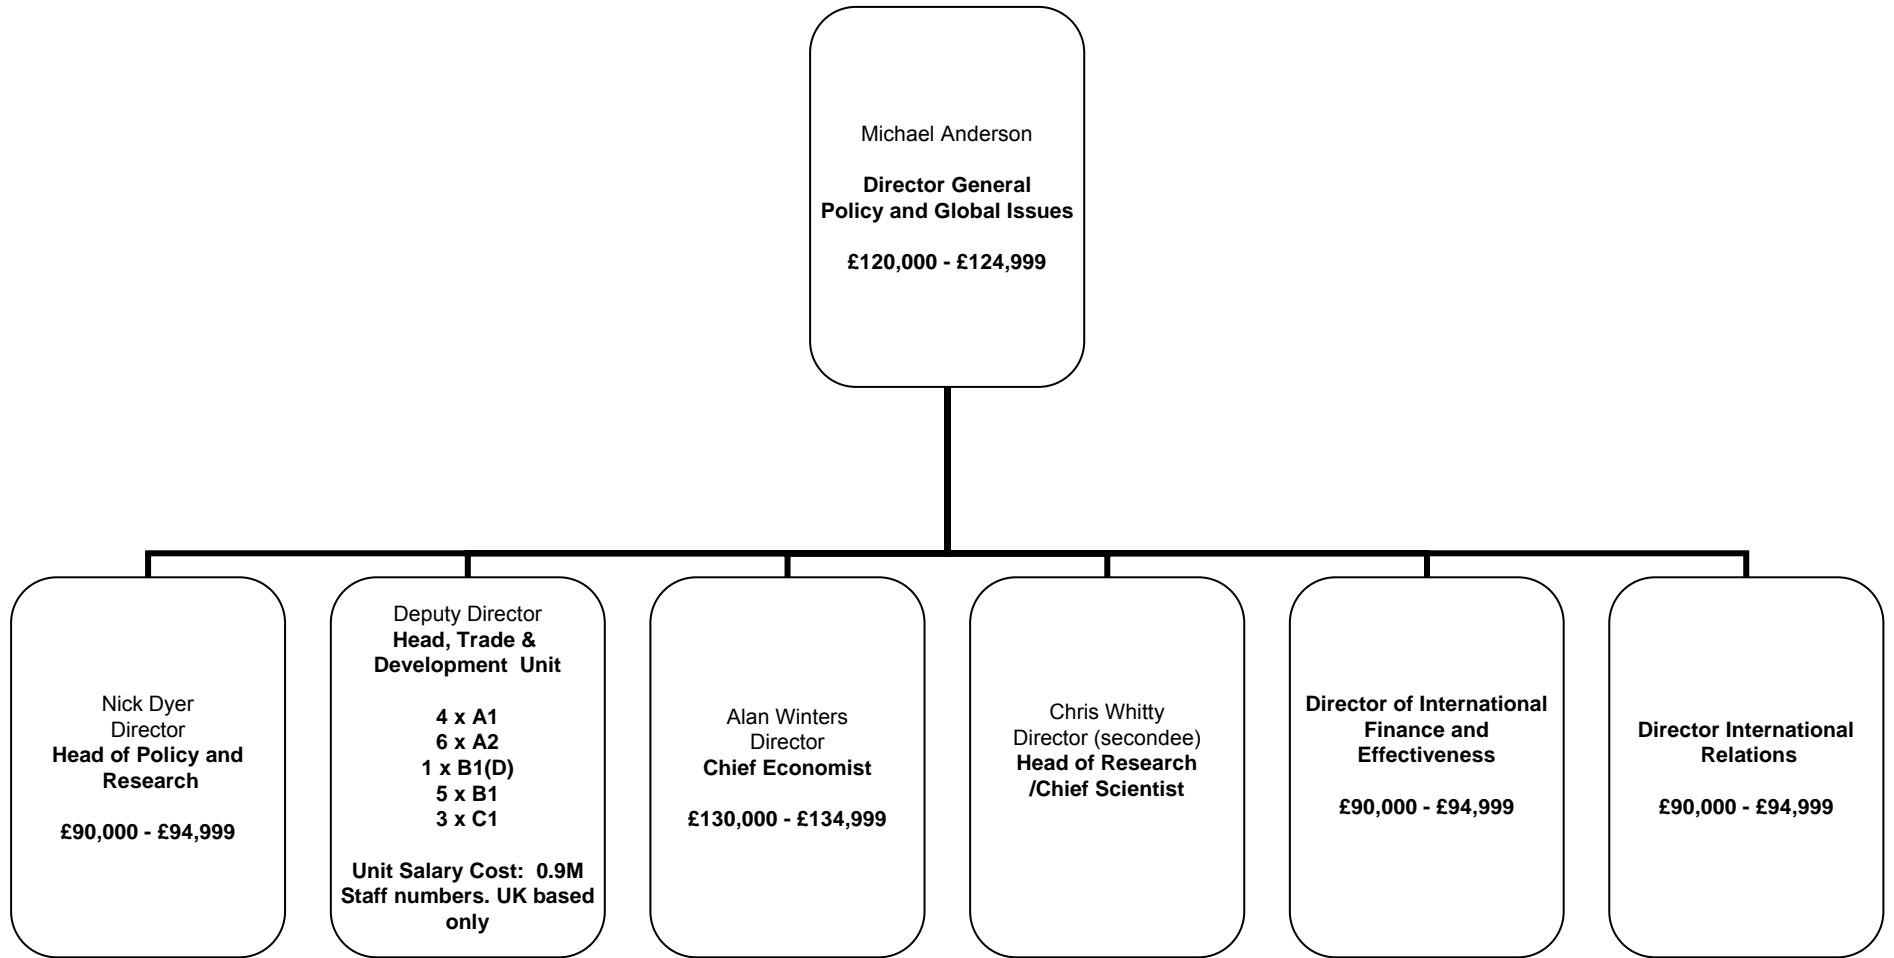 Michael Anderson
Director General
Policy and Global Issues
£120,000 - £124,999
Nick Dyer
Director
Head of Policy and
Research
£90,000 - £94,999
Deputy Director
Head, Trade &
Development Unit
4 x A1
6 x A2
1 x B1(D)
5 x B1
3 x C1
Unit Salary Cost: 0.9M
Staff numbers. UK based
only
Alan Winters
Director
Chief Economist
£130,000 - £134,999
Chris Whitty
Director (secondee)
Head of Research
/Chief Scientist
Director of International
Finance and
Effectiveness
£90,000 - £94,999
Director International
Relations
£90,000 - £94,999